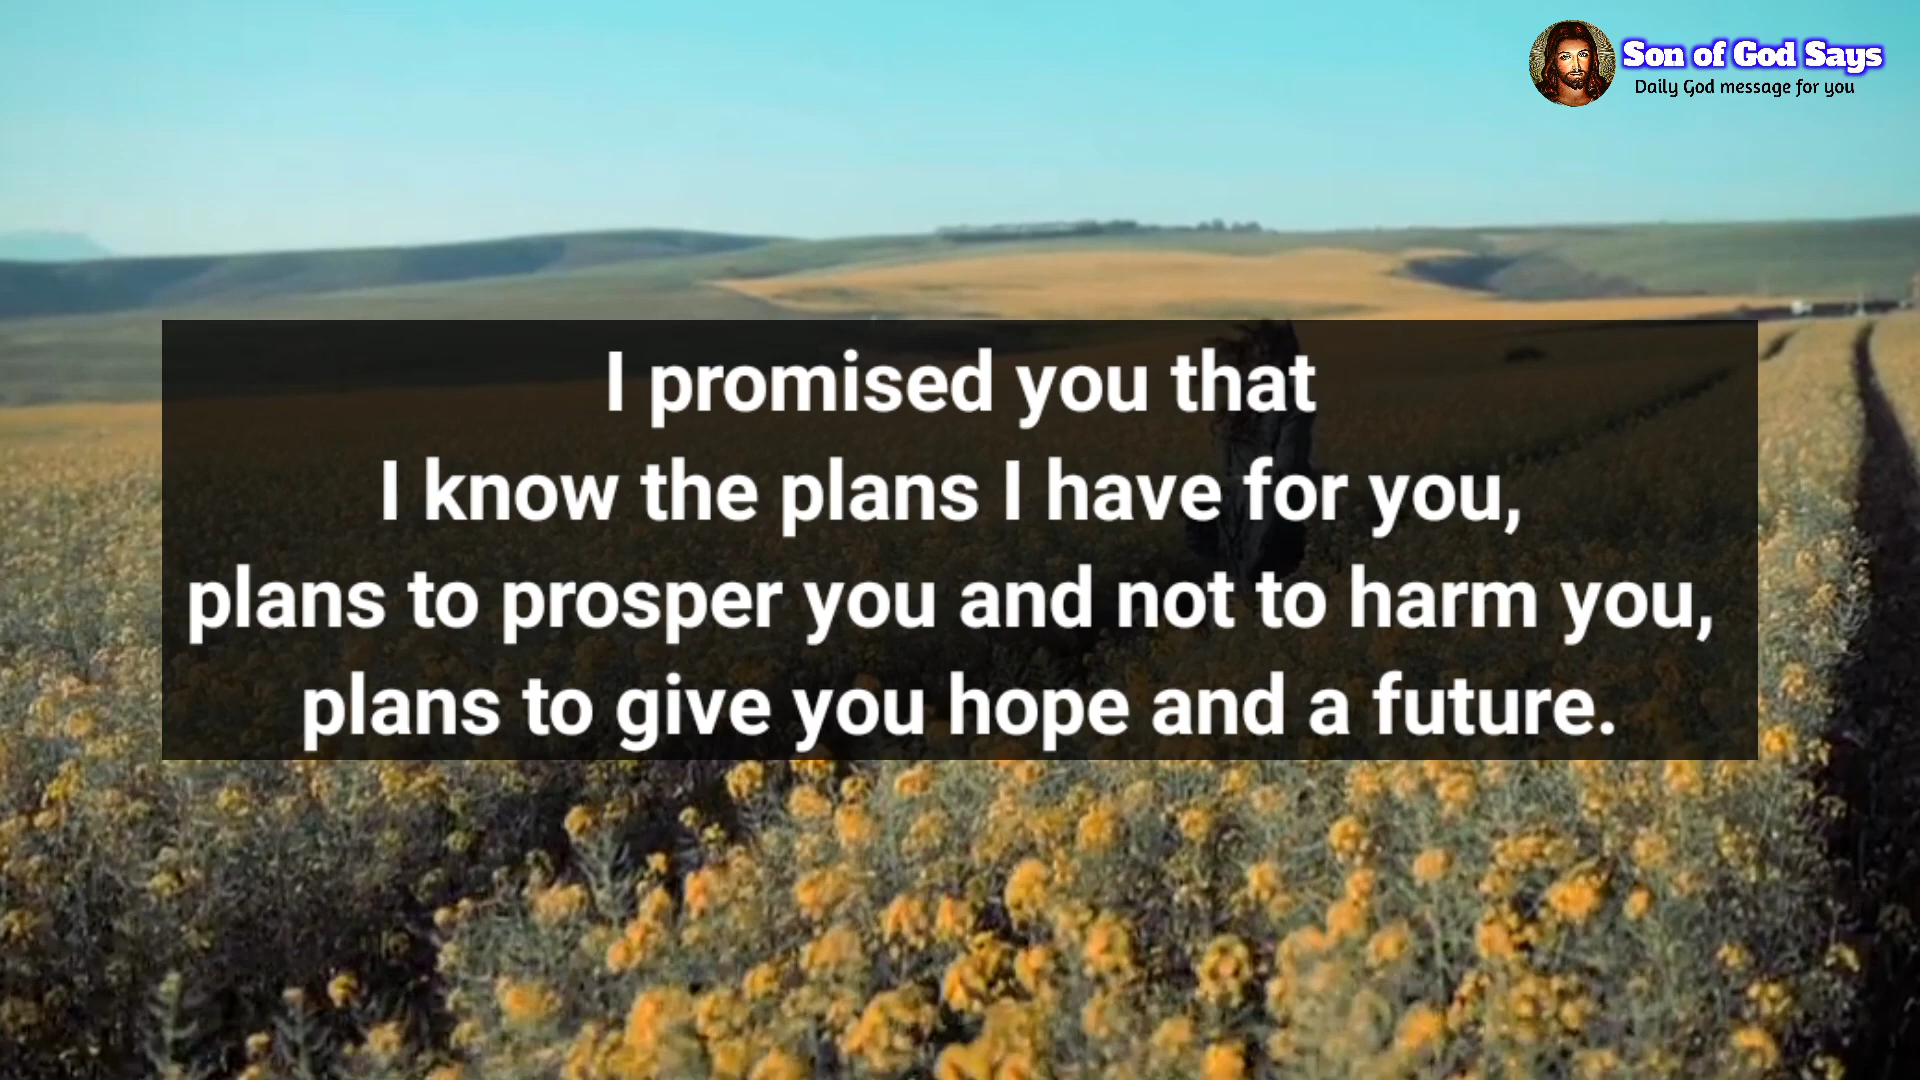 Son of God Says
Daily God message for you
I promised you that
I know the plans I have for you,
plans to prosper you and not to harm you,
plans to give you hope and a future.